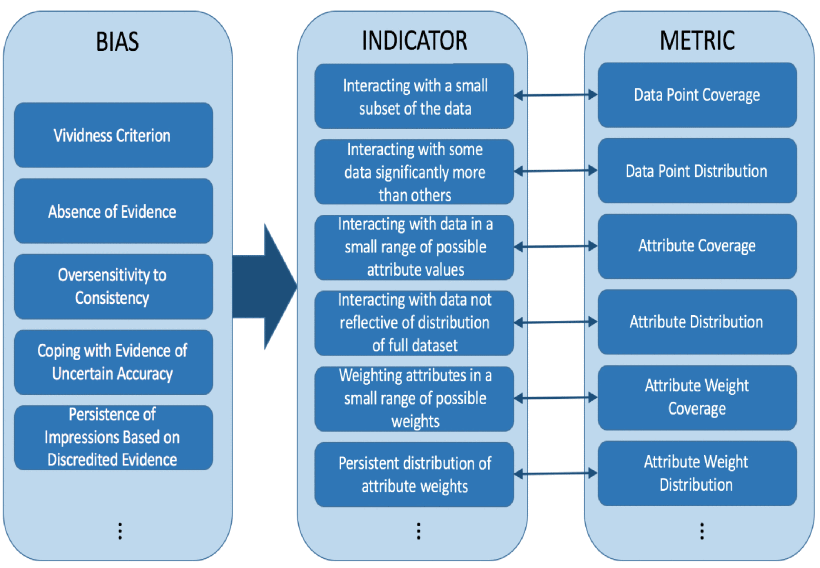 BIAS
Vividness Criterion
Absence of Evidence
Oversensitivity to
Consistency
Coping with Evidence of
Uncertain Accuracy
Persistence of
Impressions Based on
Discredited Evidence
⋮
INDICATOR
Interacting with a small
subset of the data
Interacting with some
data significantly more
than others
Interacting with data in a
small range of possible
attribute values
Interacting with data not
reflective of distribution
of full dataset
Weighting attributes in a
small range of possible
weights
Persistent distribution of
attribute weights
⋮
METRIC
Data Point Coverage
Data Point Distribution
Attribute Coverage
Attribute Distribution
Attribute Weight
Coverage
Attribute Weight
Distribution
⋮